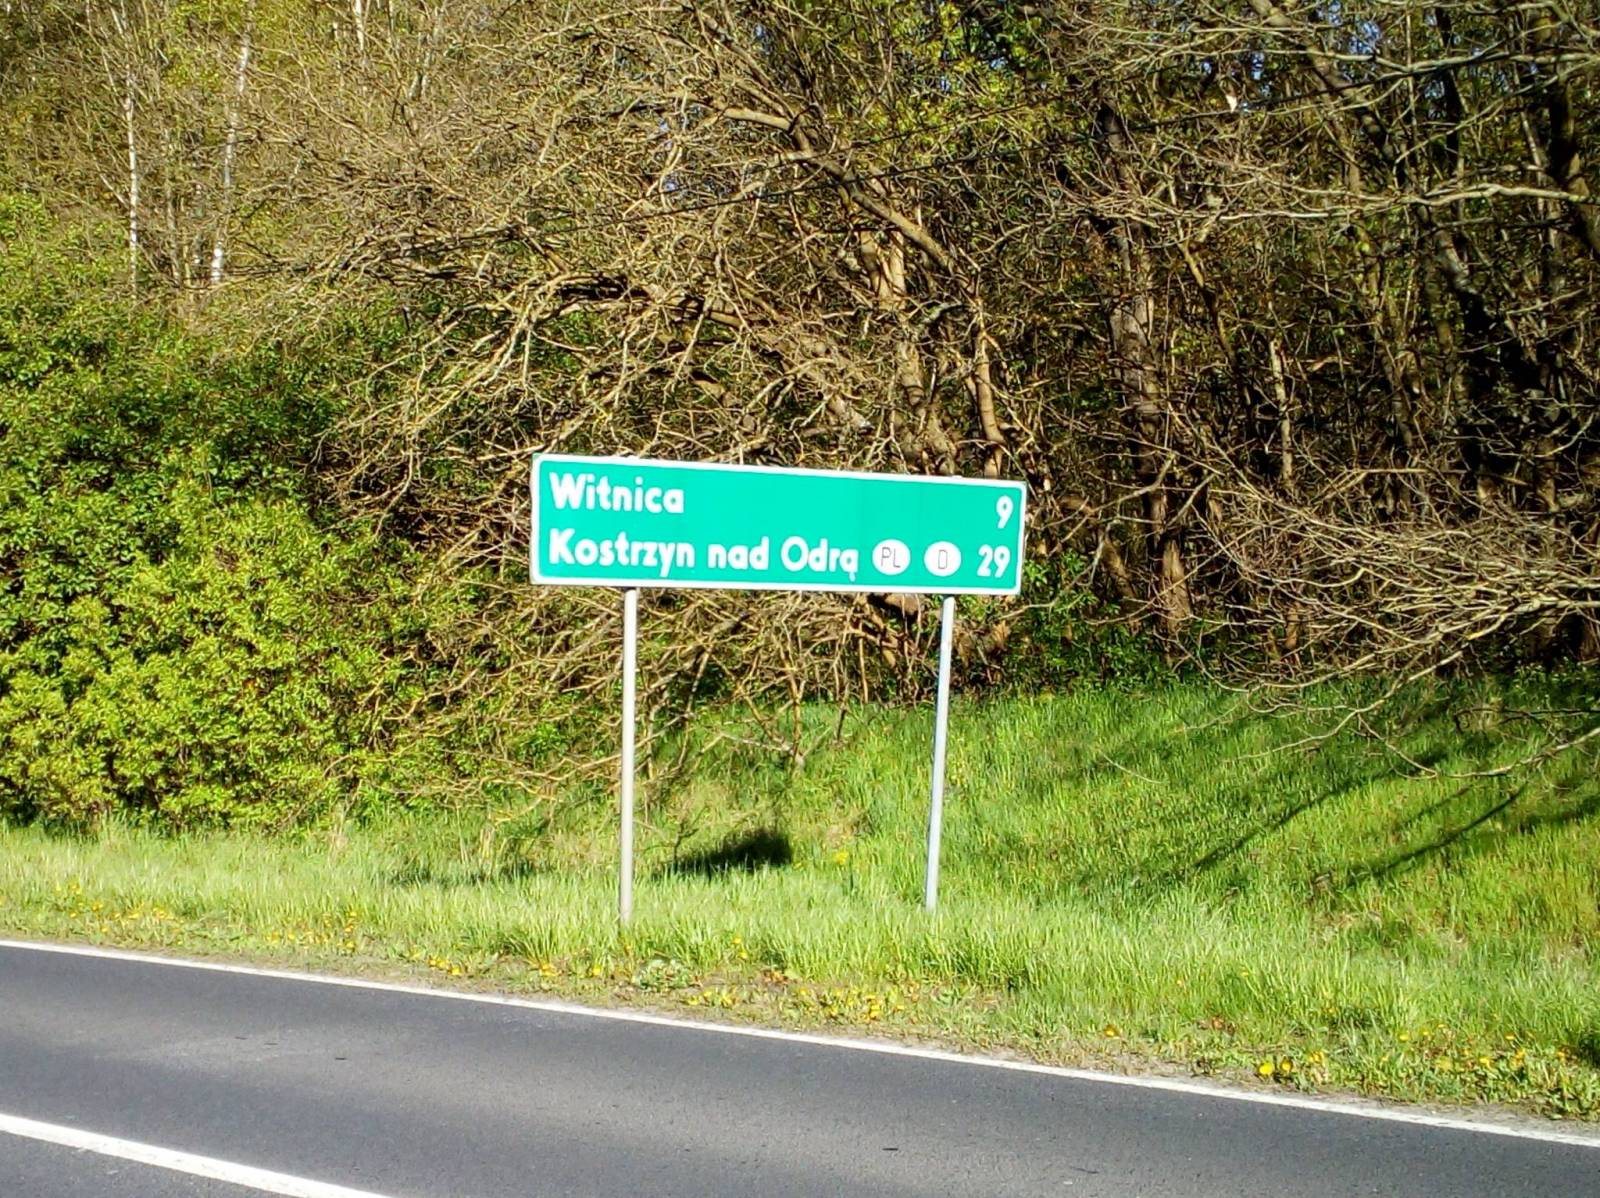 Witnica 9
Kostrzyn nad Odrą PL D 29